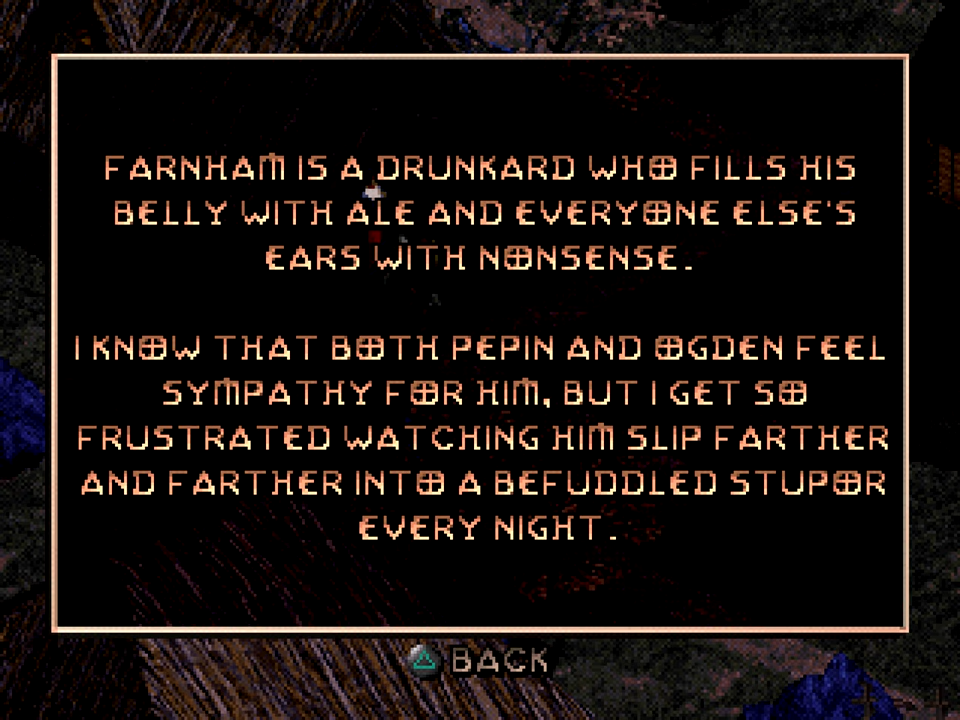 FARNHAM IS A DRUNKARD WHO FILLS HIS
BELLY WITH ALE AND EVERYONE ELSE'S
EARS WITH NONSENSE.
I KNOW THAT BOTH PEPIN AND OGDEN FEEL
SYMPATHY FOR HIM, BUT I GET SO
FRUSTRATED WATCHING HIM SLIP FARTHER
AND FARTHER INTO A BEFUDDLED STUPOR
EVERY NIGHT.
BACK